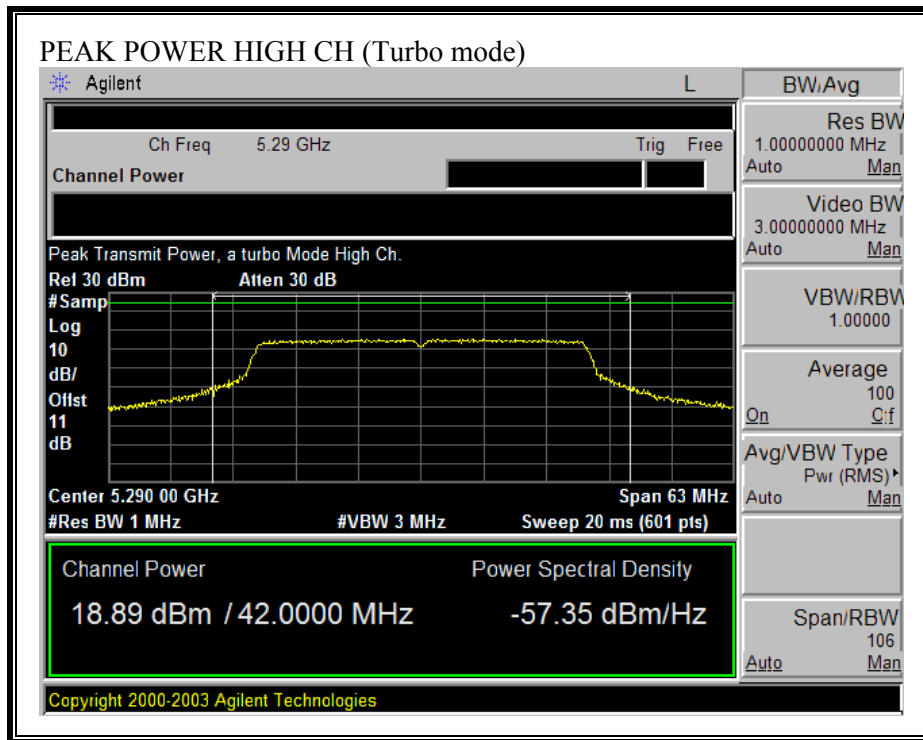 PEAK POWER HIGH CH (Turbo mode)
Agilent L
Ch Freq 5.29 GHz Trig Free
Channel Power
Peak Transmit Power, a turbo Mode High Ch.
Ref 30 dBm Atten 30 dB
#Samp
Log
10
dB/
Offst
11
dB
Center 5.290 00 GHz Span 63 MHz
#Res BW 1 MHz #VBW 3 MHz Sweep 20 ms (601 pts)
Channel Power Power Spectral Density
18.89 dBm / 42.0000 MHz -57.35 dBm/Hz
Copyright 2000-2003 Agilent Technologies
BW/Avg
Res BW
1.00000000 MHz
Auto Man
Video BW
3.00000000 MHz
Auto Man
VBW/RBW
1.00000
Average
100
On Off
Avg/VBW Type
Pwr (RMS)
Auto Man
Span/RBW
106
Auto Man